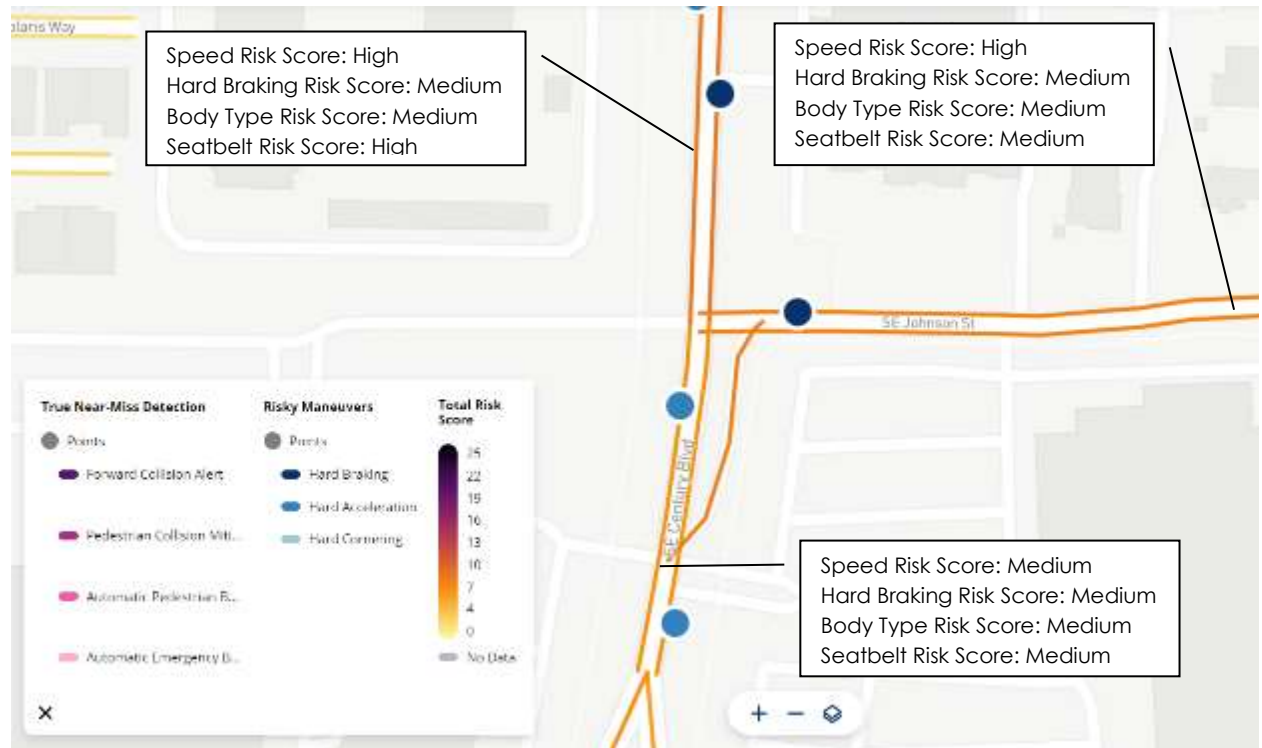 alaris Way
Speed Risk Score: High
Hard Braking Risk Score: Medium
Body Type Risk Score: Medium
Seatbelt Risk Score: High
Speed Risk Score: High
Hard Braking Risk Score: Medium
Body Type Risk Score: Medium
Seatbelt Risk Score: Medium
SE Johnson St
SE Century Blvd
True Near-Miss Detection
Points
Forward Collision Alert
Pedestrian Collision Miti...
Automatic Pedestrian B...
Automatic Emergency B...
Risky Maneuvers
Points
Hard Braking
Hard Acceleration
Hard Cornering
Total Risk
Score
25
22
19
16
13
10
7
4
0
No Data
Speed Risk Score: Medium
Hard Braking Risk Score: Medium
Body Type Risk Score: Medium
Seatbelt Risk Score: Medium